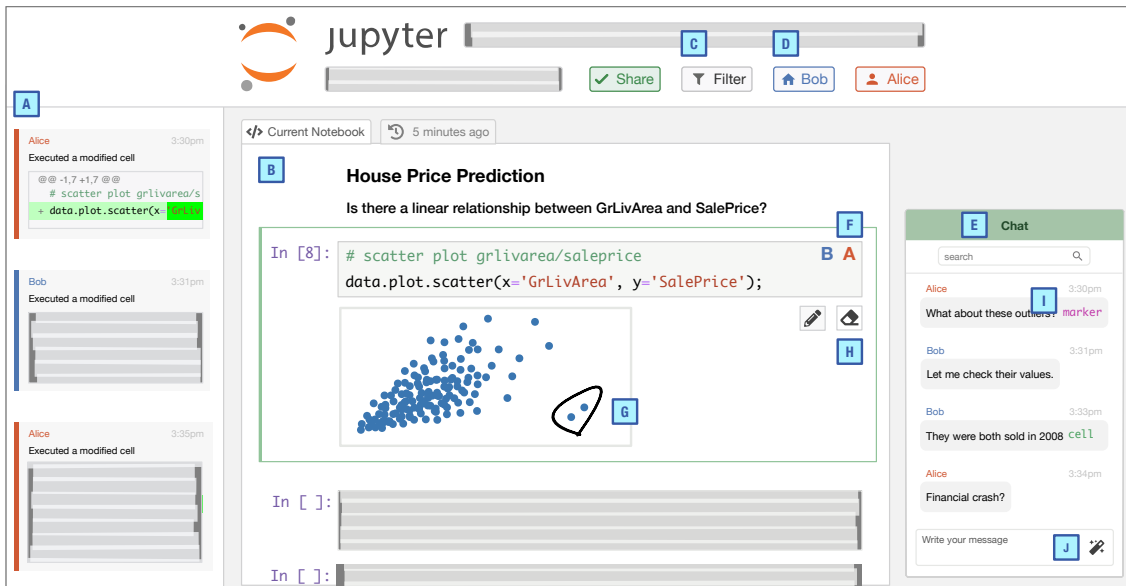 jupyter
C
D
Share
Filter
Bob
Alice
A
</> Current Notebook
5 minutes ago
Alice 3:30pm
Executed a modified cell
@@ -1,7 +1,7 @@
# scatter plot grlivarea/s
+ data.plot.scatter(x='GrLiv
Bob 3:31pm
Executed a modified cell
Alice 3:35pm
Executed a modified cell
B
House Price Prediction
Is there a linear relationship between GrLivArea and SalePrice?
F
In [8]:
# scatter plot grlivarea/saleprice
B A
data.plot.scatter(x='GrLivArea', y='SalePrice');
H
G
In [ ]:
In [ ]:
E
Chat
search
Alice 3:30pm
I
What about these outliers? marker
Bob 3:31pm
Let me check their values.
Bob 3:33pm
They were both sold in 2008 cell
Alice 3:34pm
Financial crash?
Write your message
J